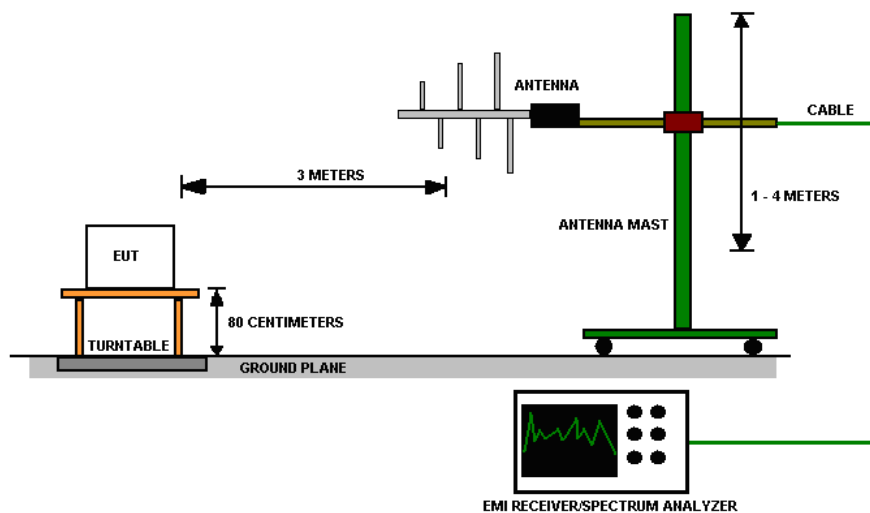 ANTENNA
CABLE
3 METERS
1 - 4 METERS
ANTENNA MAST
EUT
80 CENTIMETERS
TURNTABLE
GROUND PLANE
EMI RECEIVER/SPECTRUM ANALYZER